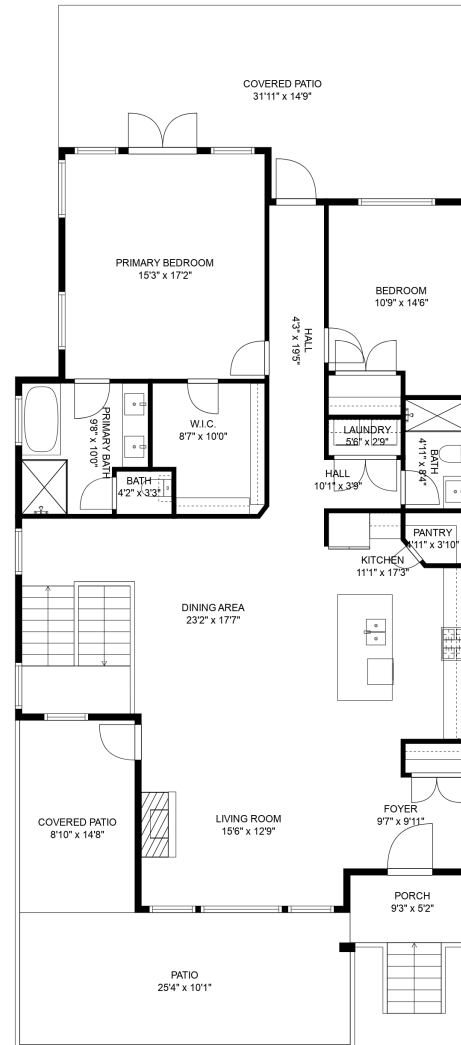 COVERED PATIO
31'11" x 14'9"
PRIMARY BEDROOM
15'3" x 17'2"
BEDROOM
10'9" x 14'6"
HALL
4'3" x 19'5"
PRIMARY BATH
9'8" x 10'0"
W.I.C.
8'7" x 10'0"
LAUNDRY
5'6" x 2'9"
BATH
4'11" x 8'4"
BATH
4'2" x 3'3"
HALL
10'1" x 3'9"
PANTRY
4'11" x 3'10"
KITCHEN
11'1" x 17'3"
DINING AREA
23'2" x 17'7"
COVERED PATIO
8'10" x 14'8"
LIVING ROOM
15'6" x 12'9"
FOYER
9'7" x 9'11"
PORCH
9'3" x 5'2"
PATIO
25'4" x 10'1"